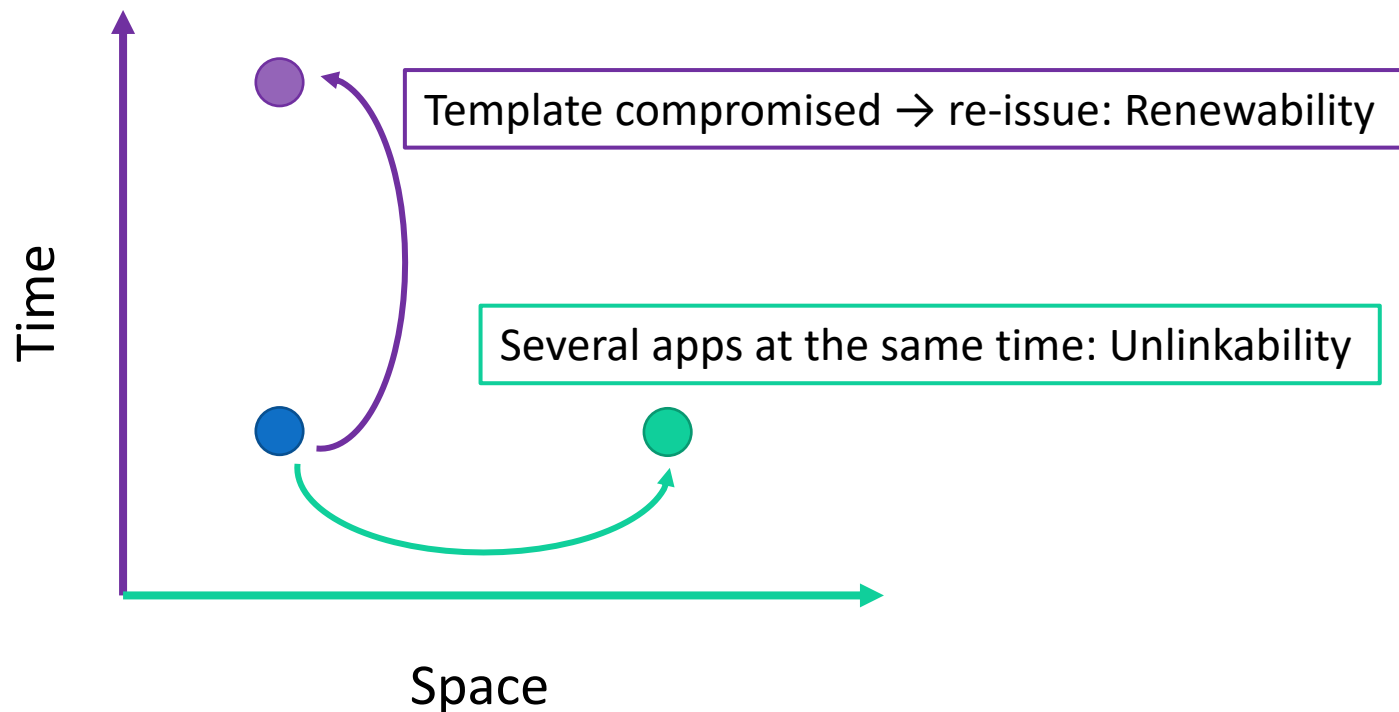 Template compromised → re-issue: Renewability
Time
Several apps at the same time: Unlinkability
Space